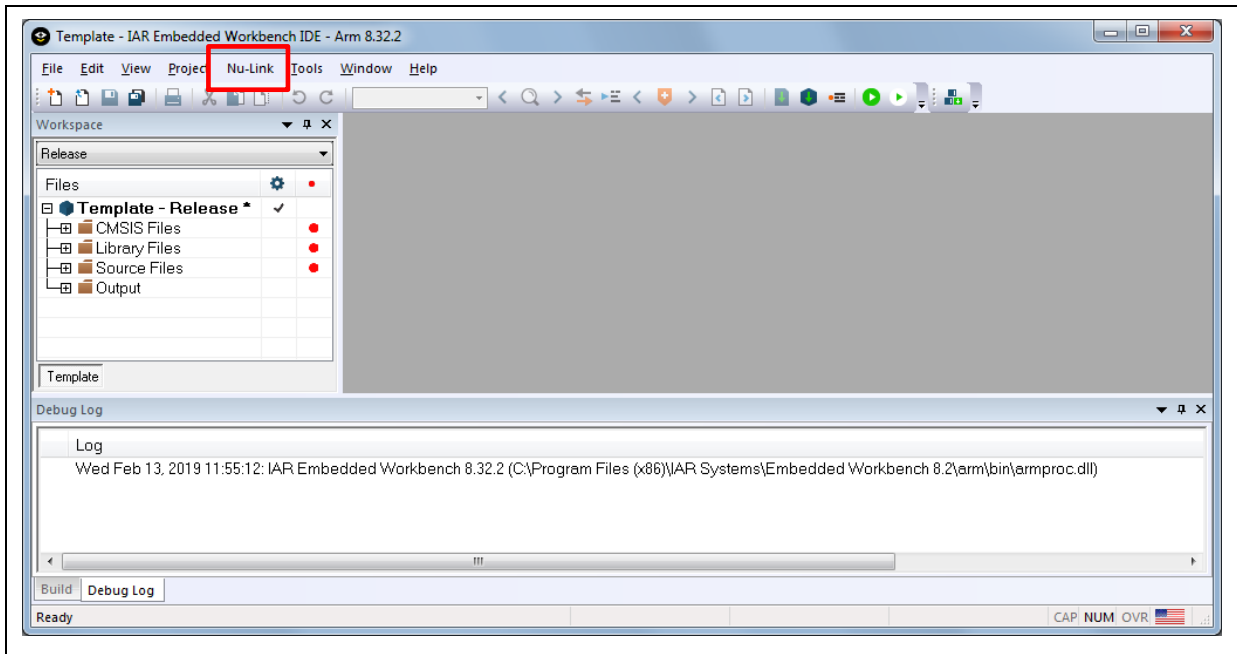 Template - IAR Embedded Workbench IDE - Arm 8.32.2
File Edit View Project Nu-Link Tools Window Help
Workspace
Release
Files
Template - Release *
CMSIS Files
Library Files
Source Files
Output
Template
Debug Log
Log
Wed Feb 13, 2019 11:55:12: IAR Embedded Workbench 8.32.2 (C:\Program Files (x86)\IAR Systems\Embedded Workbench 8.2\arm\bin\armproc.dll)
Build Debug Log
Ready CAP NUM OVR